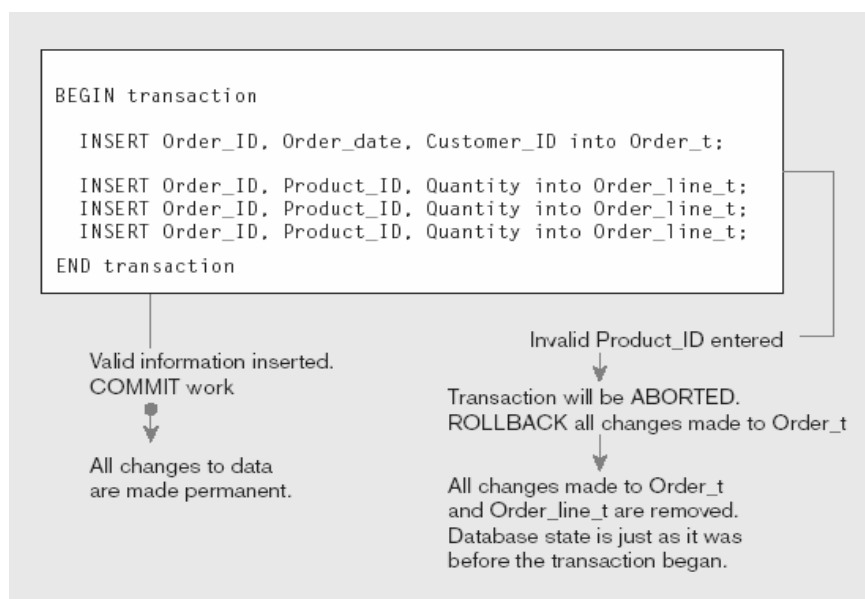 BEGIN transaction
INSERT Order_ID, Order_date, Customer_ID into Order_t;
INSERT Order_ID, Product_ID, Quantity into Order_line_t;
INSERT Order_ID, Product_ID, Quantity into Order_line_t;
INSERT Order_ID, Product_ID, Quantity into Order_line_t;
END transaction
Valid information inserted.
COMMIT work
All changes to data
are made permanent.
Invalid Product_ID entered
Transaction will be ABORTED.
ROLLBACK all changes made to Order_t
All changes made to Order_t
and Order_line_t are removed.
Database state is just as it was
before the transaction began.